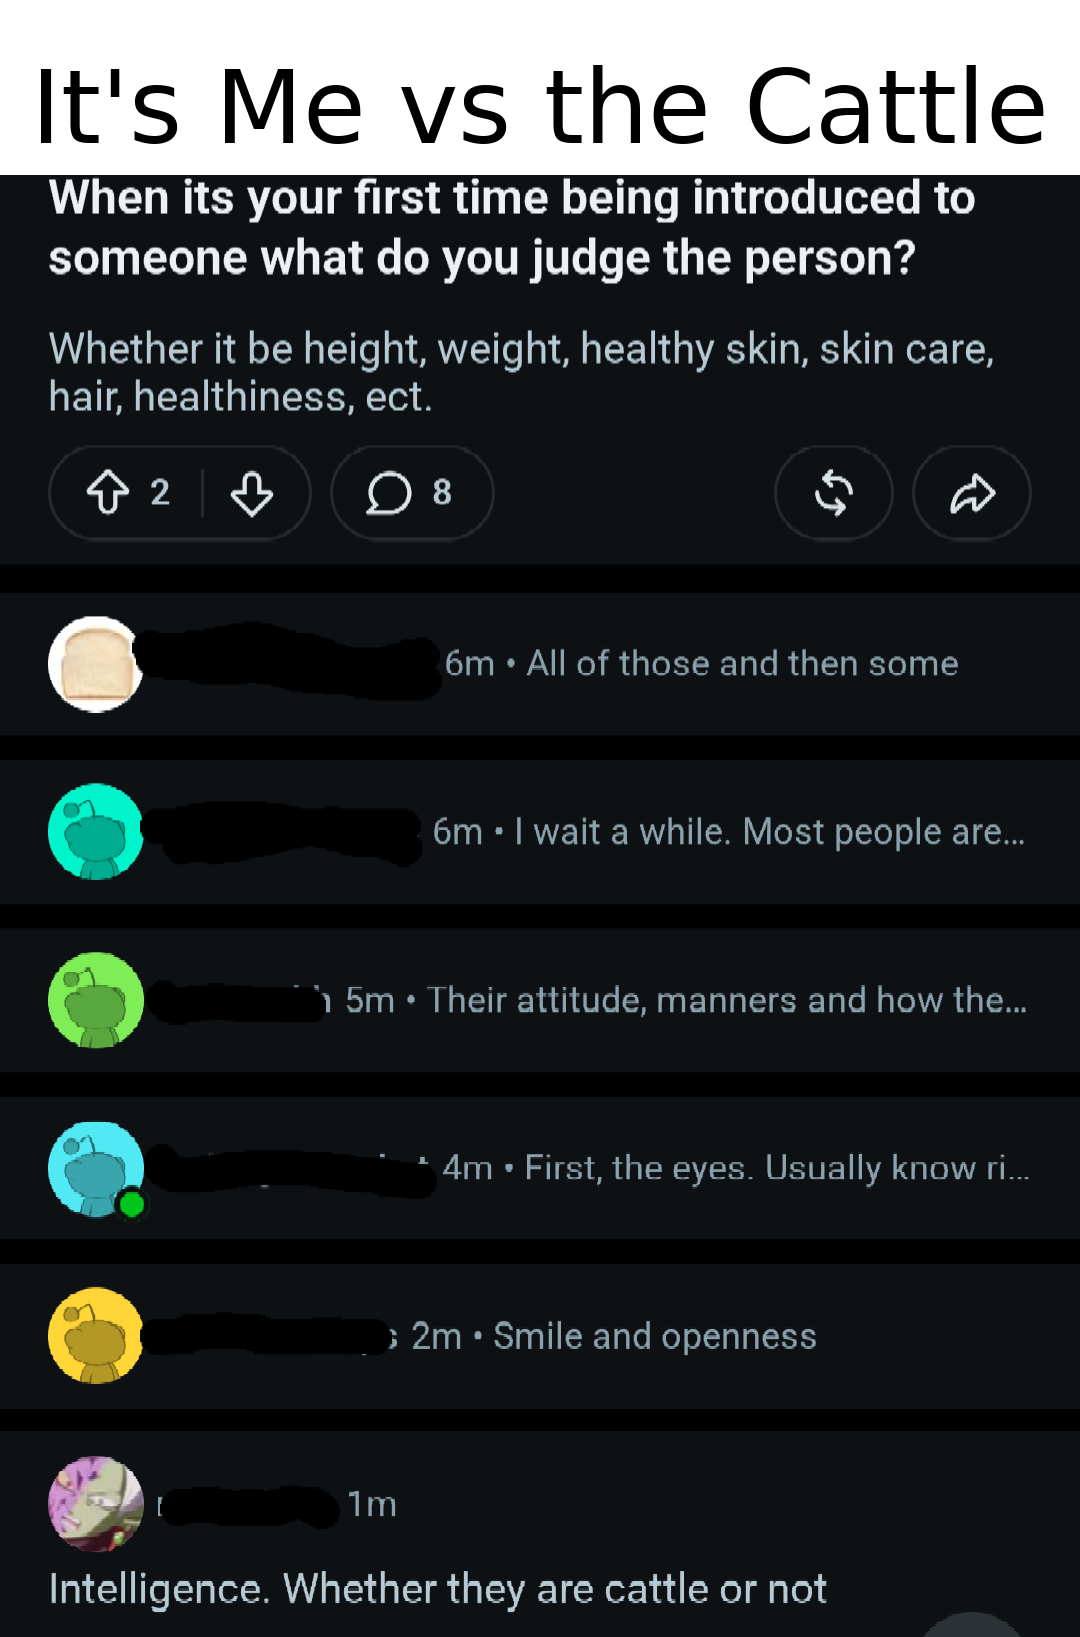 It's Me vs the Cattle
When its your first time being introduced to
someone what do you judge the person?
Whether it be height, weight, healthy skin, skin care,
hair, healthiness, ect.
2 8
6m • All of those and then some
6m • I wait a while. Most people are...
5m • Their attitude, manners and how the...
4m • First, the eyes. Usually know ri...
2m • Smile and openness
1m
Intelligence. Whether they are cattle or not